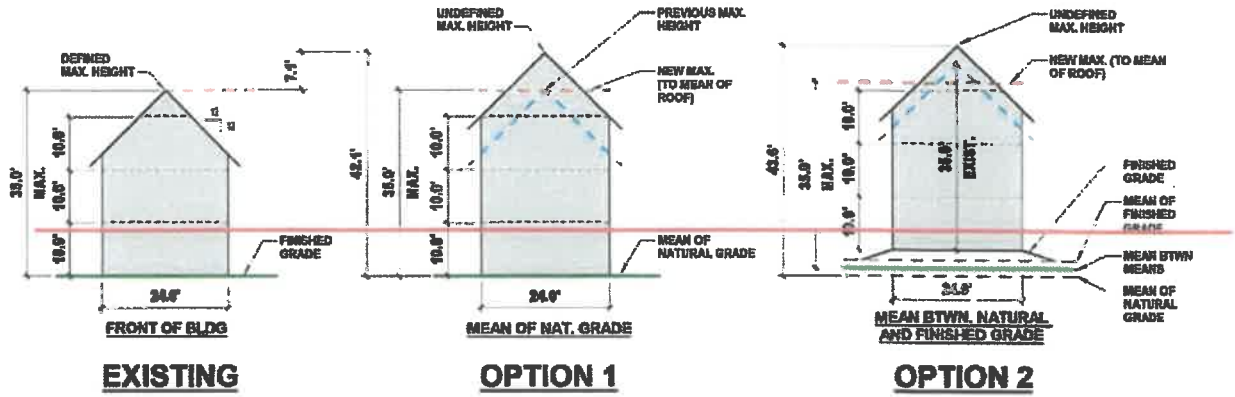 DEFINED
MAX. HEIGHT
7.1'
35.0'
MAX.
10.0'
10.0'
10.0'
12
12
FINISHED
GRADE
24.0'
FRONT OF BLDG
EXISTING
UNDEFINED
MAX. HEIGHT
PREVIOUS MAX.
HEIGHT
NEW MAX.
(TO MEAN OF
ROOF)
42.1'
35.0'
MAX.
10.0'
10.0'
10.0'
MEAN OF
NATURAL GRADE
24.0'
MEAN OF NAT. GRADE
OPTION 1
UNDEFINED
MAX. HEIGHT
NEW MAX. (TO MEAN
OF ROOF)
35.0'
MAX.
10.0'
10.0'
10.0'
35.0'
EXIST.
FINISHED
GRADE
MEAN OF
FINISHED
GRADE
MEAN BTWN
MEANS
MEAN OF
NATURAL
GRADE
24.0'
MEAN BTWN. NATURAL
AND FINISHED GRADE
OPTION 2